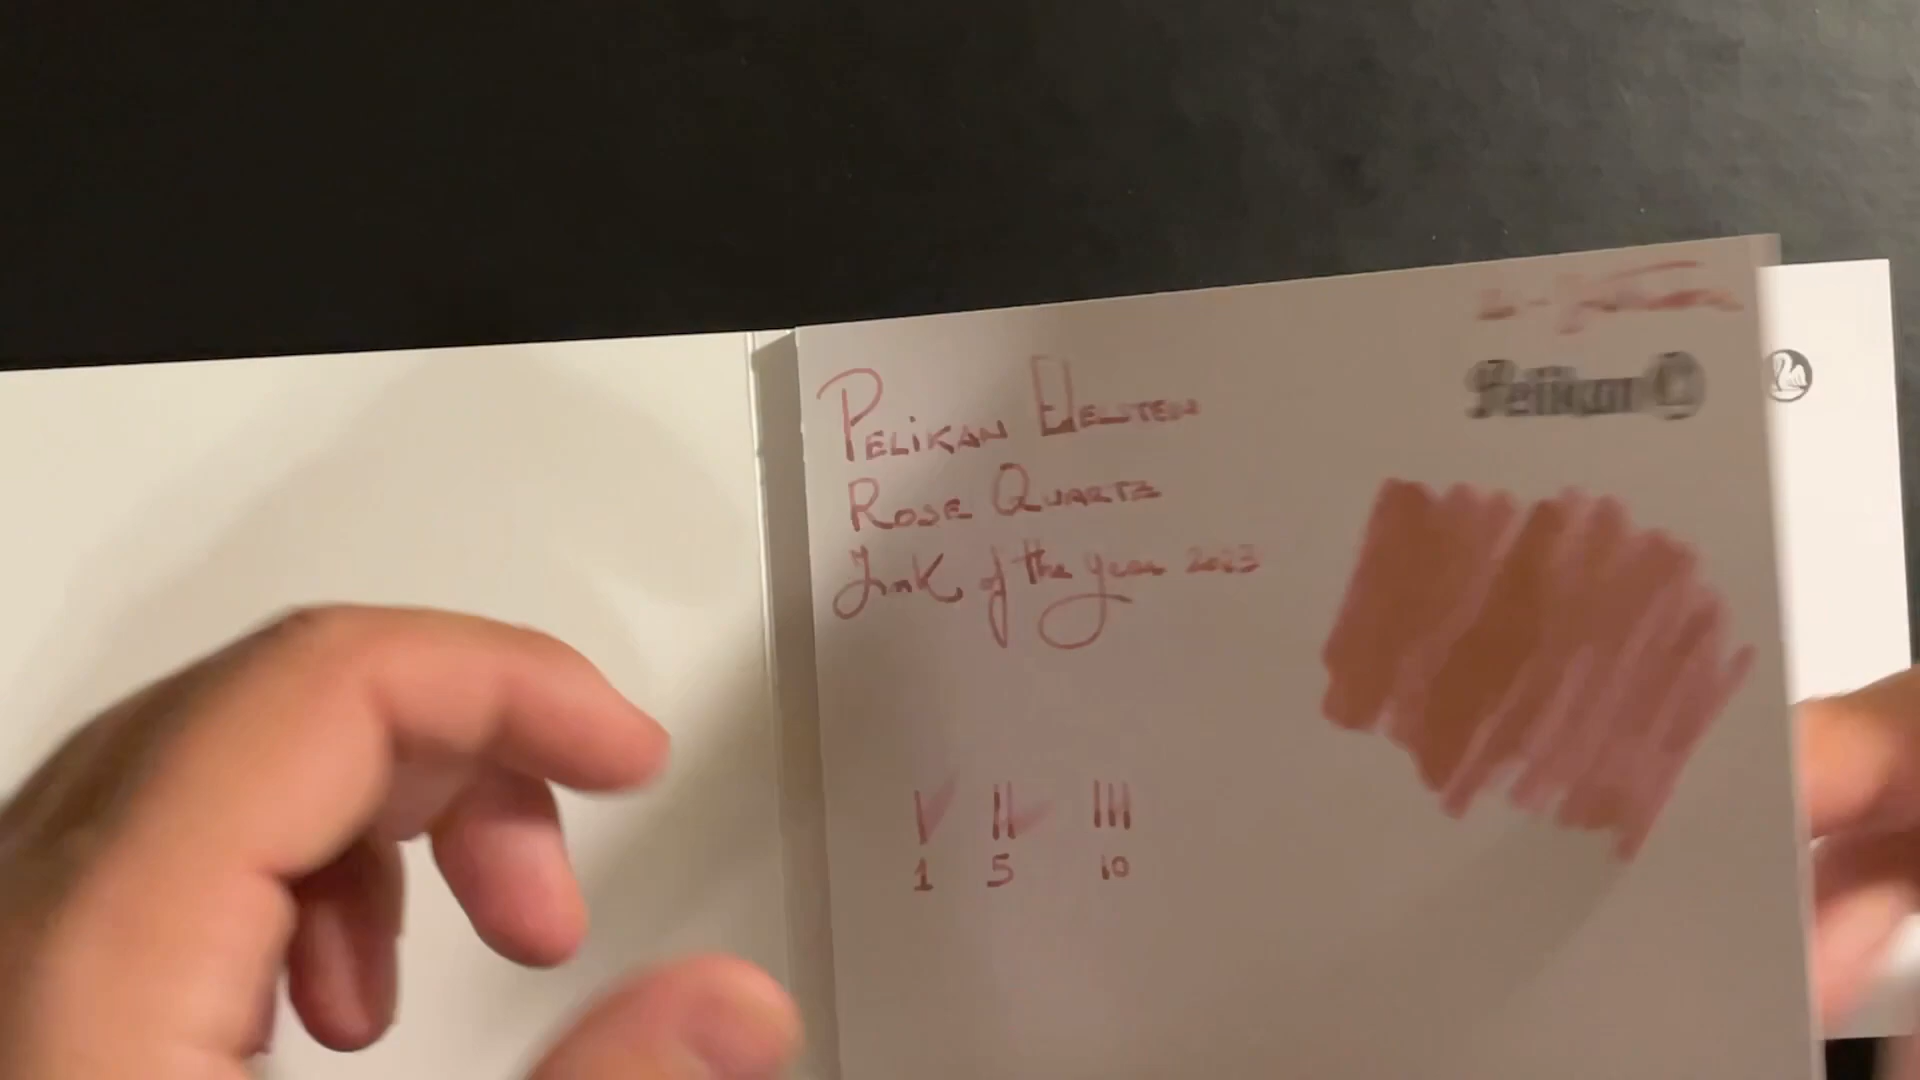 Pelikan
PELIKAN EDELSTEIN
ROSE QUARTZ
Ink of the year 2023
1 5 10